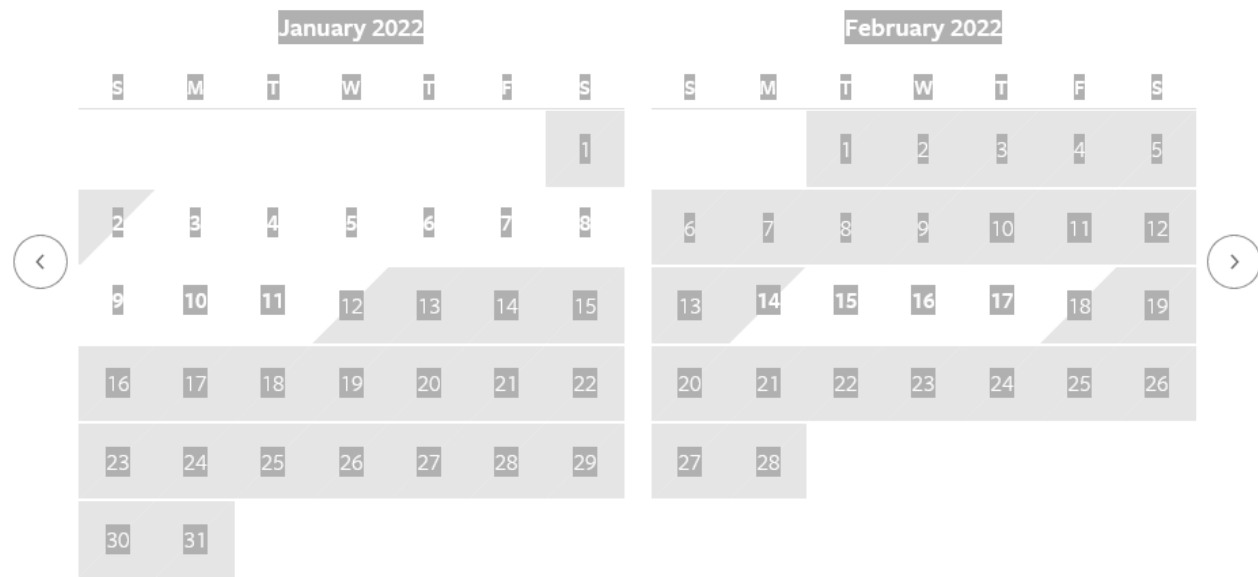 January 2022
S M T W T F S
1
2 3 4 5 6 7 8
9 10 11 12 13 14 15
16 17 18 19 20 21 22
23 24 25 26 27 28 29
30 31
February 2022
S M T W T F S
1 2 3 4 5
6 7 8 9 10 11 12
13 14 15 16 17 18 19
20 21 22 23 24 25 26
27 28